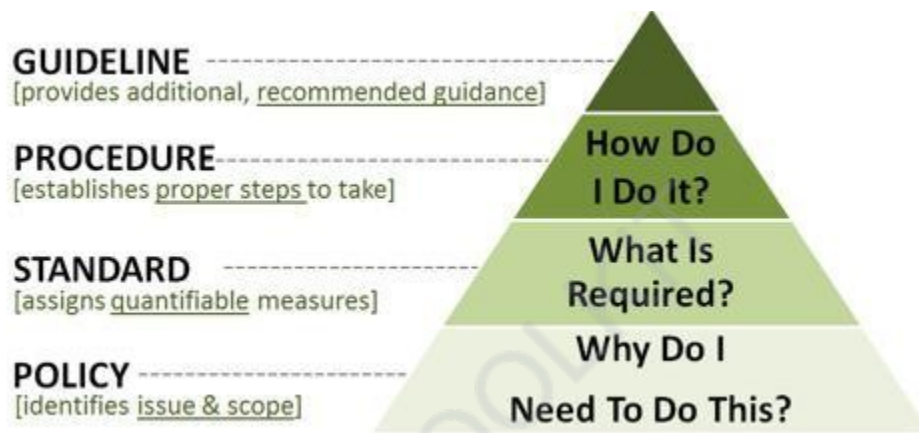 GUIDELINE
[provides additional, recommended guidance]
How Do
I Do It?
PROCEDURE
[establishes proper steps to take]
What Is
Required?
STANDARD
[assigns quantifiable measures]
Why Do I
Need To Do This?
POLICY
[identifies issue & scope]